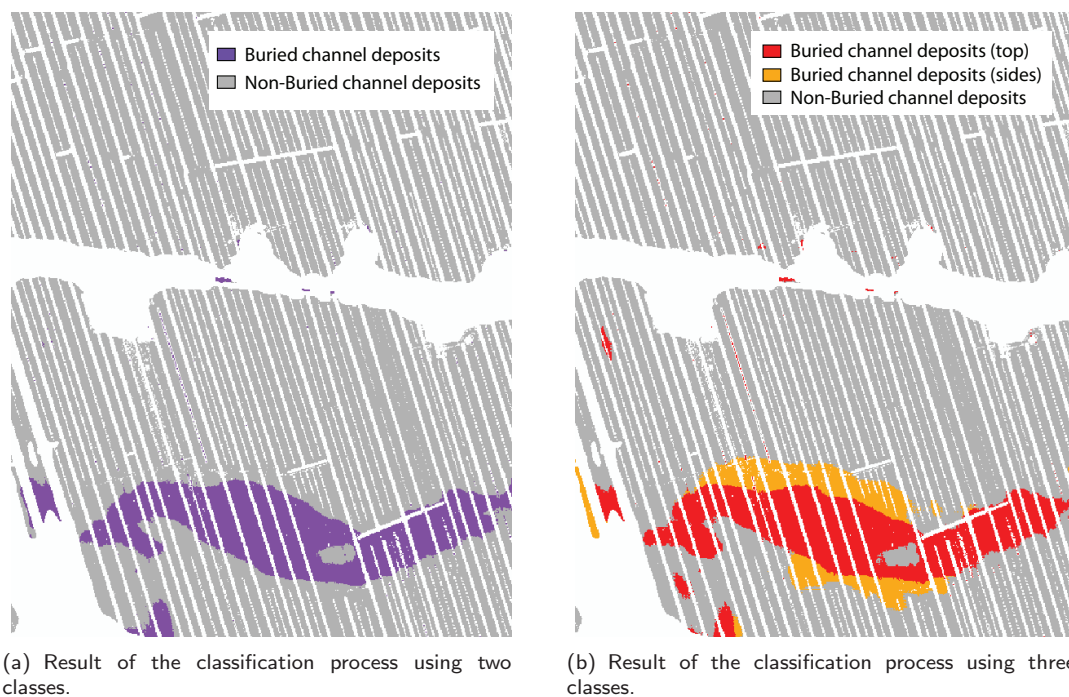 Buried channel deposits
Non-Buried channel deposits
Buried channel deposits (top)
Buried channel deposits (sides)
Non-Buried channel deposits
(a) Result of the classification process using two
classes.
(b) Result of the classification process using three
classes.